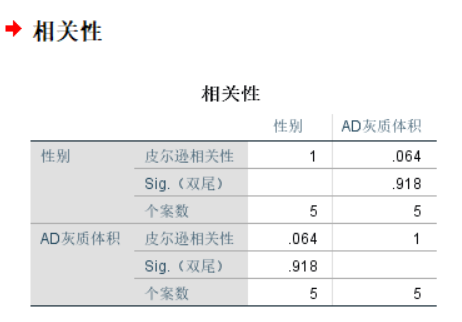 相关性
相关性
性别 AD灰质体积
性别 皮尔逊相关性 1 .064
Sig.（双尾） .918
个案数 5 5
AD灰质体积 皮尔逊相关性 .064 1
Sig.（双尾） .918
个案数 5 5